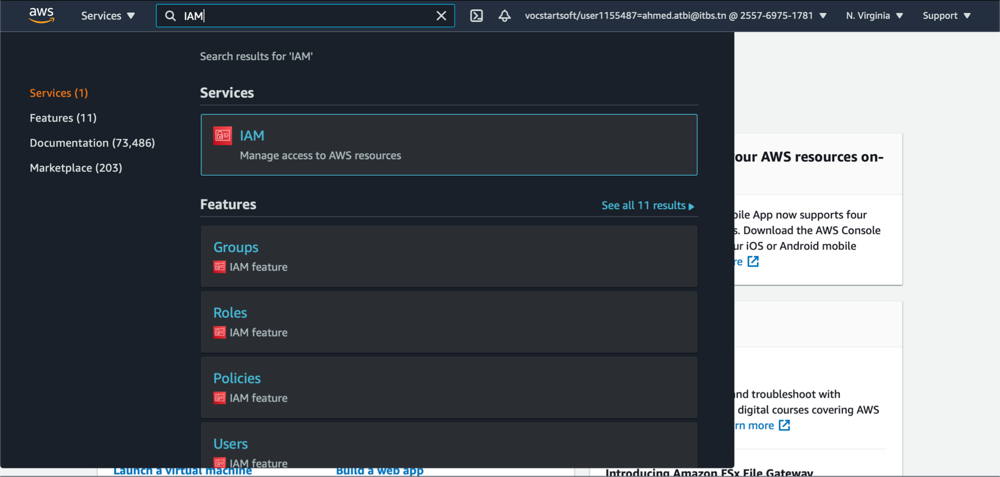 aws
Services
IAM
vocstartsoft/user1155487=ahmed.atbi@itbs.tn @ 2557-6975-1781
N. Virginia
Support
Search results for 'IAM'
Services (1)
Features (11)
Documentation (73,486)
Marketplace (203)
Services
IAM
Manage access to AWS resources
Features
See all 11 results
Groups
IAM feature
Roles
IAM feature
Policies
IAM feature
Users
IAM feature
our AWS resources on-
bile App now supports four
s. Download the AWS Console
ur iOS or Android mobile
re
and troubleshoot with
digital courses covering AWS
rn more
Launch a virtual machine
Build a web app
Introducing Amazon FSx File Gateway